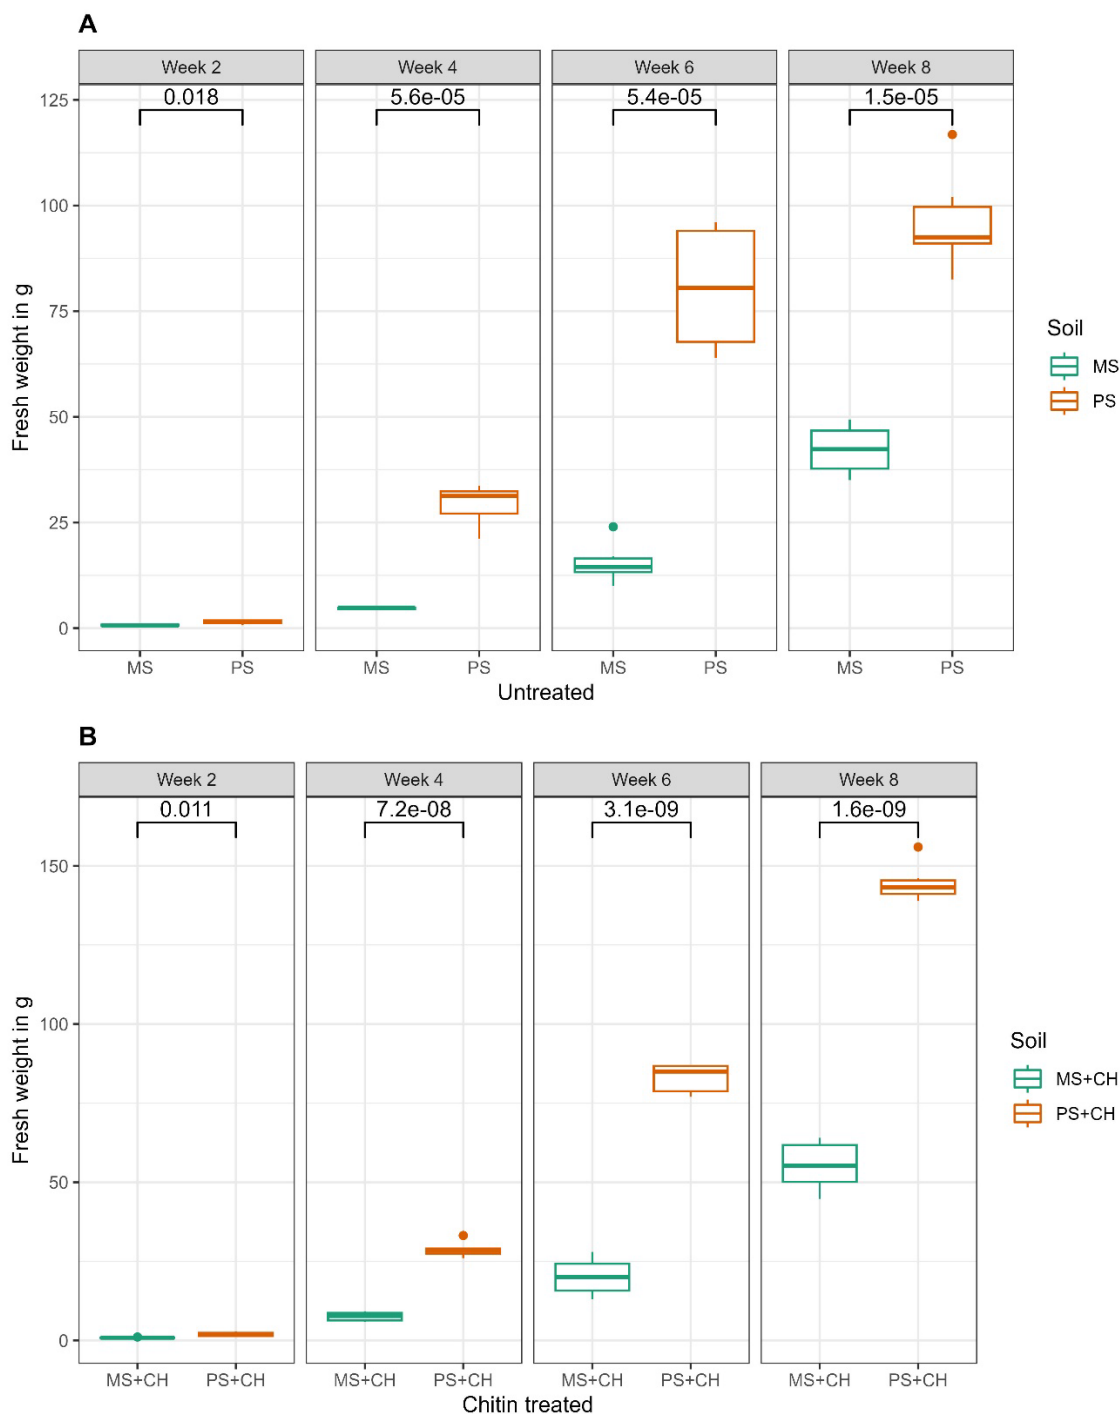 A
Week 2 Week 4 Week 6 Week 8
0.018 5.6e-05 5.4e-05 1.5e-05
125
100
75
50
25
0
Fresh weight in g
MS PS MS PS MS PS MS PS
Untreated
Soil
MS
PS
B
Week 2 Week 4 Week 6 Week 8
0.011 7.2e-08 3.1e-09 1.6e-09
150
100
50
0
Fresh weight in g
MS+CH PS+CH MS+CH PS+CH MS+CH PS+CH MS+CH PS+CH
Chitin treated
Soil
MS+CH
PS+CH